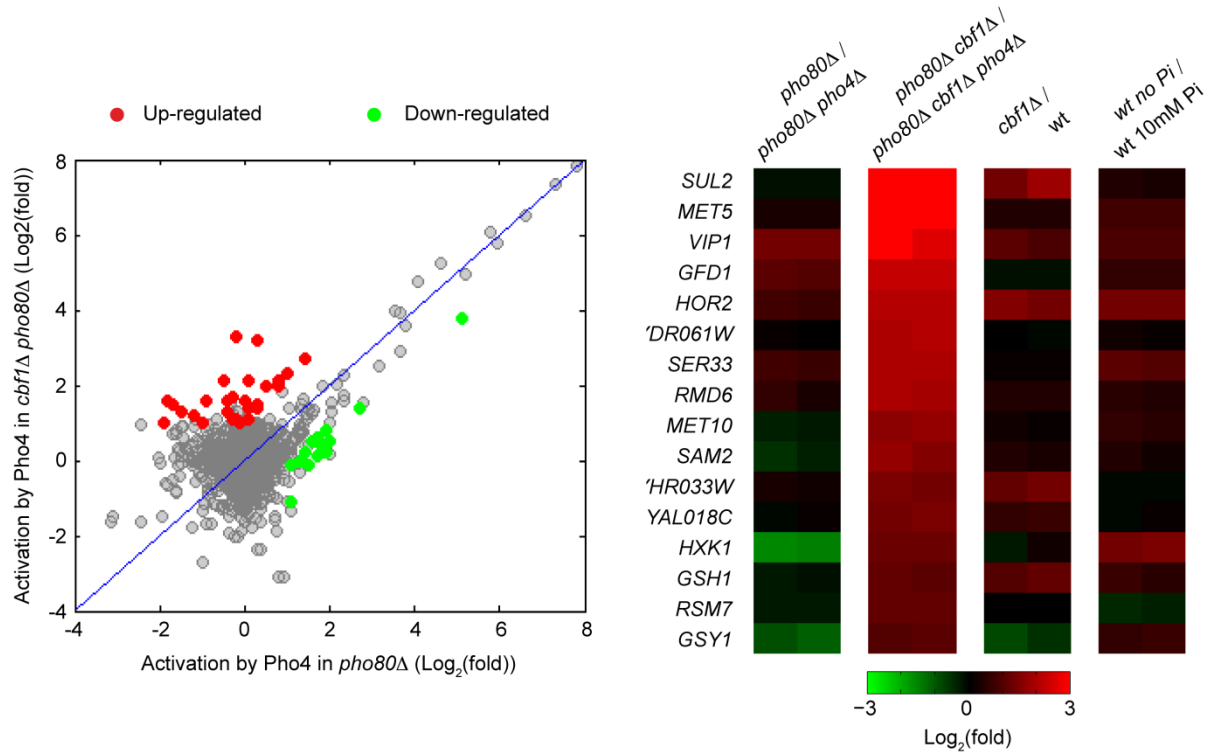 Up-regulated
Down-regulated
Activation by Pho4 in cbf1Δ pho80Δ (Log2(fold))
8
6
4
2
0
-2
-4
-4
-2
0
2
4
6
8
Activation by Pho4 in pho80Δ (Log₂(fold))
pho80Δ /
pho80Δ pho4Δ
pho80Δ cbf1Δ /
pho80Δ cbf1Δ pho4Δ
cbf1Δ /
wt
wt no Pi /
wt 10mM Pi
SUL2
MET5
VIP1
GFD1
HOR2
DR061W
SER33
RMD6
MET10
SAM2
HR033W
YAL018C
HXK1
GSH1
RSM7
GSY1
−3
0
3
Log₂(fold)